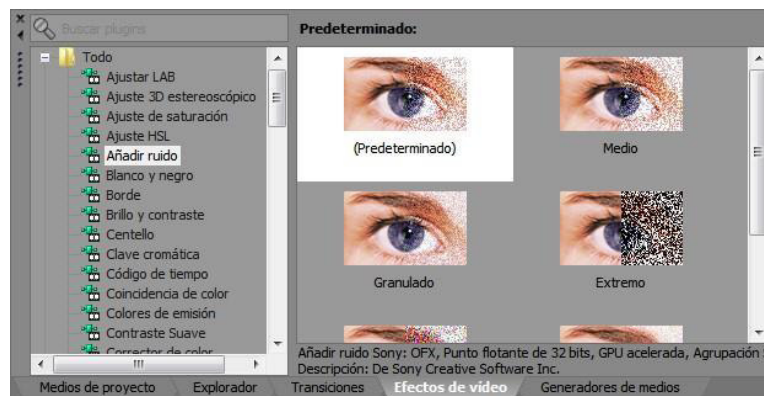 Buscar plugins
Predeterminado:
Todo
Ajustar LAB
Ajuste 3D estereoscópico
Ajuste de saturación
Ajuste HSL
Añadir ruido
Blanco y negro
Borde
Brillo y contraste
Centello
Clave cromática
Código de tiempo
Coincidencia de color
Colores de emisión
Contraste Suave
Corrector de color
(Predeterminado)
Medio
Granulado
Extremo
Añadir ruido Sony: OFX, Punto flotante de 32 bits, GPU acelerada, Agrupación
Descripción: De Sony Creative Software Inc.
Medios de proyecto
Explorador
Transiciones
Efectos de vídeo
Generadores de medios